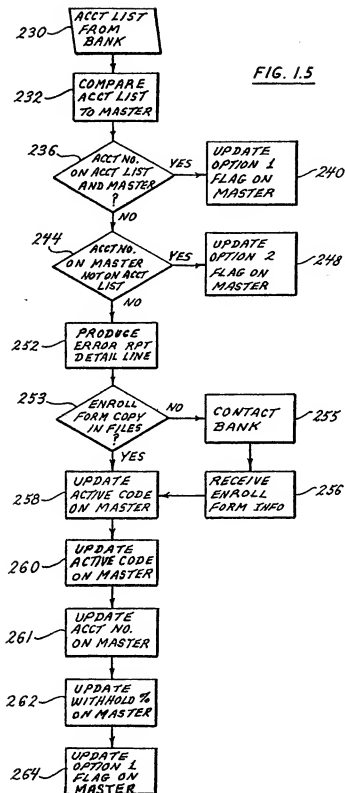 230
ACCT LIST
FROM
BANK
FIG. 1.5
232
COMPARE
ACCT LIST
TO MASTER
236
ACCT NO.
ON ACCT LIST
AND MASTER
?
YES
UPDATE
OPTION 1
FLAG ON
MASTER
240
NO
244
ACCT NO.
ON MASTER
NOT ON ACCT
LIST
YES
UPDATE
OPTION 2
FLAG ON
MASTER
248
NO
252
PRODUCE
ERROR RPT
DETAIL LINE
253
ENROLL
FORM COPY
IN FILES
?
NO
CONTACT
BANK
255
YES
258
UPDATE
ACTIVE CODE
ON MASTER
RECEIVE
ENROLL
FORM INFO
256
260
UPDATE
ACTIVE CODE
ON MASTER
261
UPDATE
ACCT NO.
ON MASTER
262
UPDATE
WITHHOLD %
ON MASTER
264
UPDATE
OPTION 1
FLAG ON
MASTER